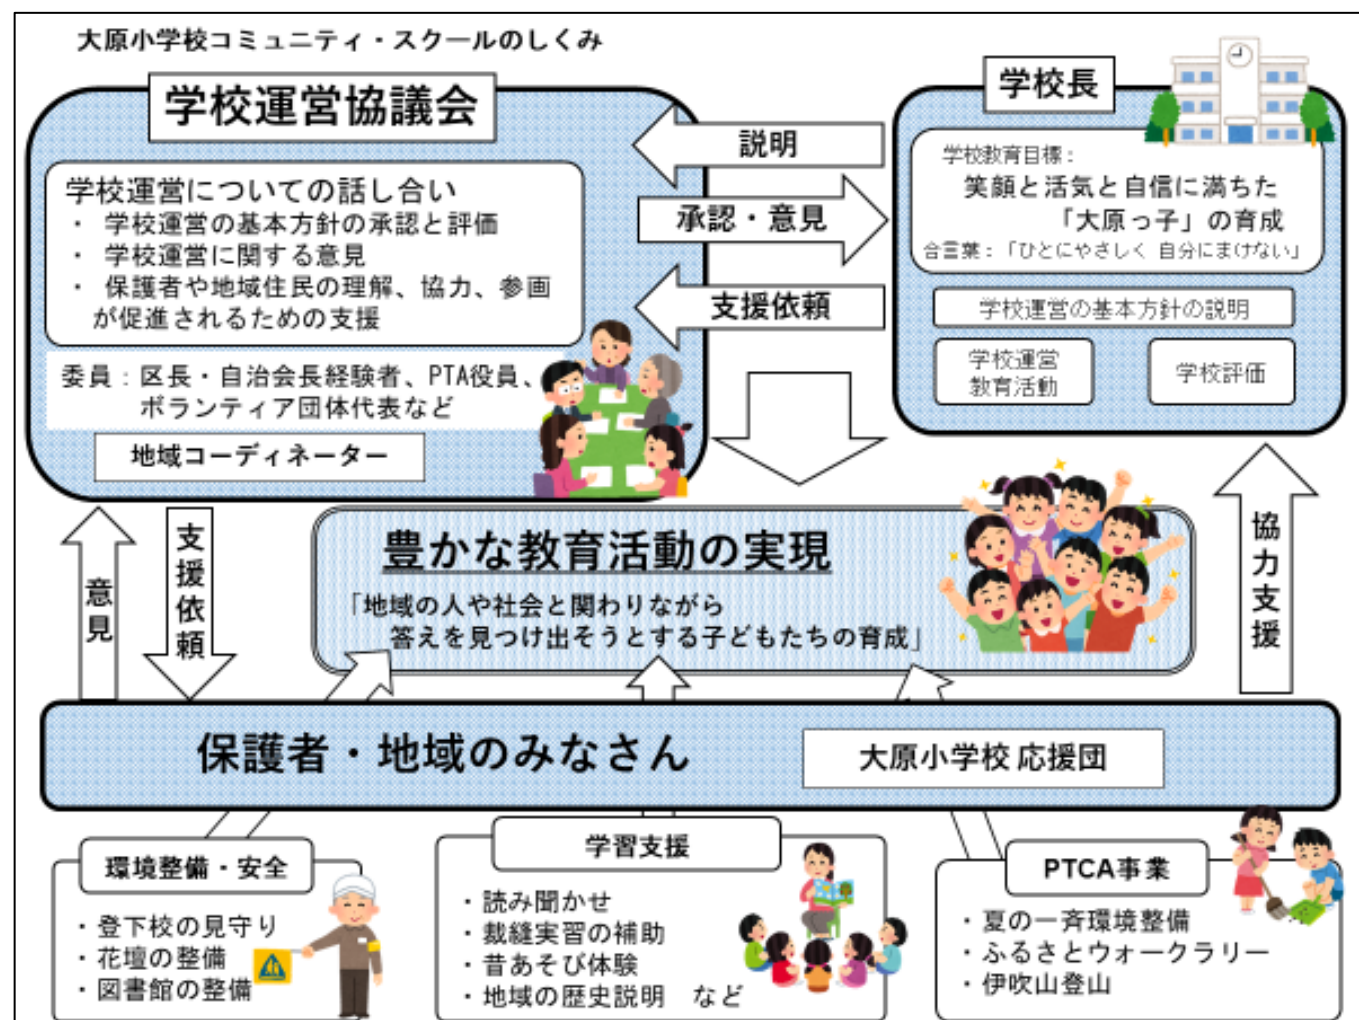 大原小学校コミュニティ・スクールのしくみ
学校運営協議会
学校運営についての話し合い
・ 学校運営の基本方針の承認と評価
・ 学校運営に関する意見
・ 保護者や地域住民の理解、協力、参画
が促進されるための支援
委員：区長・自治会長経験者、PTA役員、
ボランティア団体代表など
地域コーディネーター
説明
承認・意見
支援依頼
学校長
学校教育目標：
笑顔と活気と自信に満ちた
「大原っ子」の育成
合言葉：「ひとにやさしく 自分にまけない」
学校運営の基本方針の説明
学校運営
教育活動
学校評価
意見
支援依頼
豊かな教育活動の実現
「地域の人や社会と関わりながら
答えを見つけ出そうとする子どもたちの育成」
協力支援
保護者・地域のみなさん
大原小学校 応援団
環境整備・安全
・登下校の見守り
・花壇の整備
・図書館の整備
学習支援
・読み聞かせ
・裁縫実習の補助
・昔あそび体験
・地域の歴史説明 など
PTCA事業
・夏の一斉環境整備
・ふるさとウォークラリー
・伊吹山登山